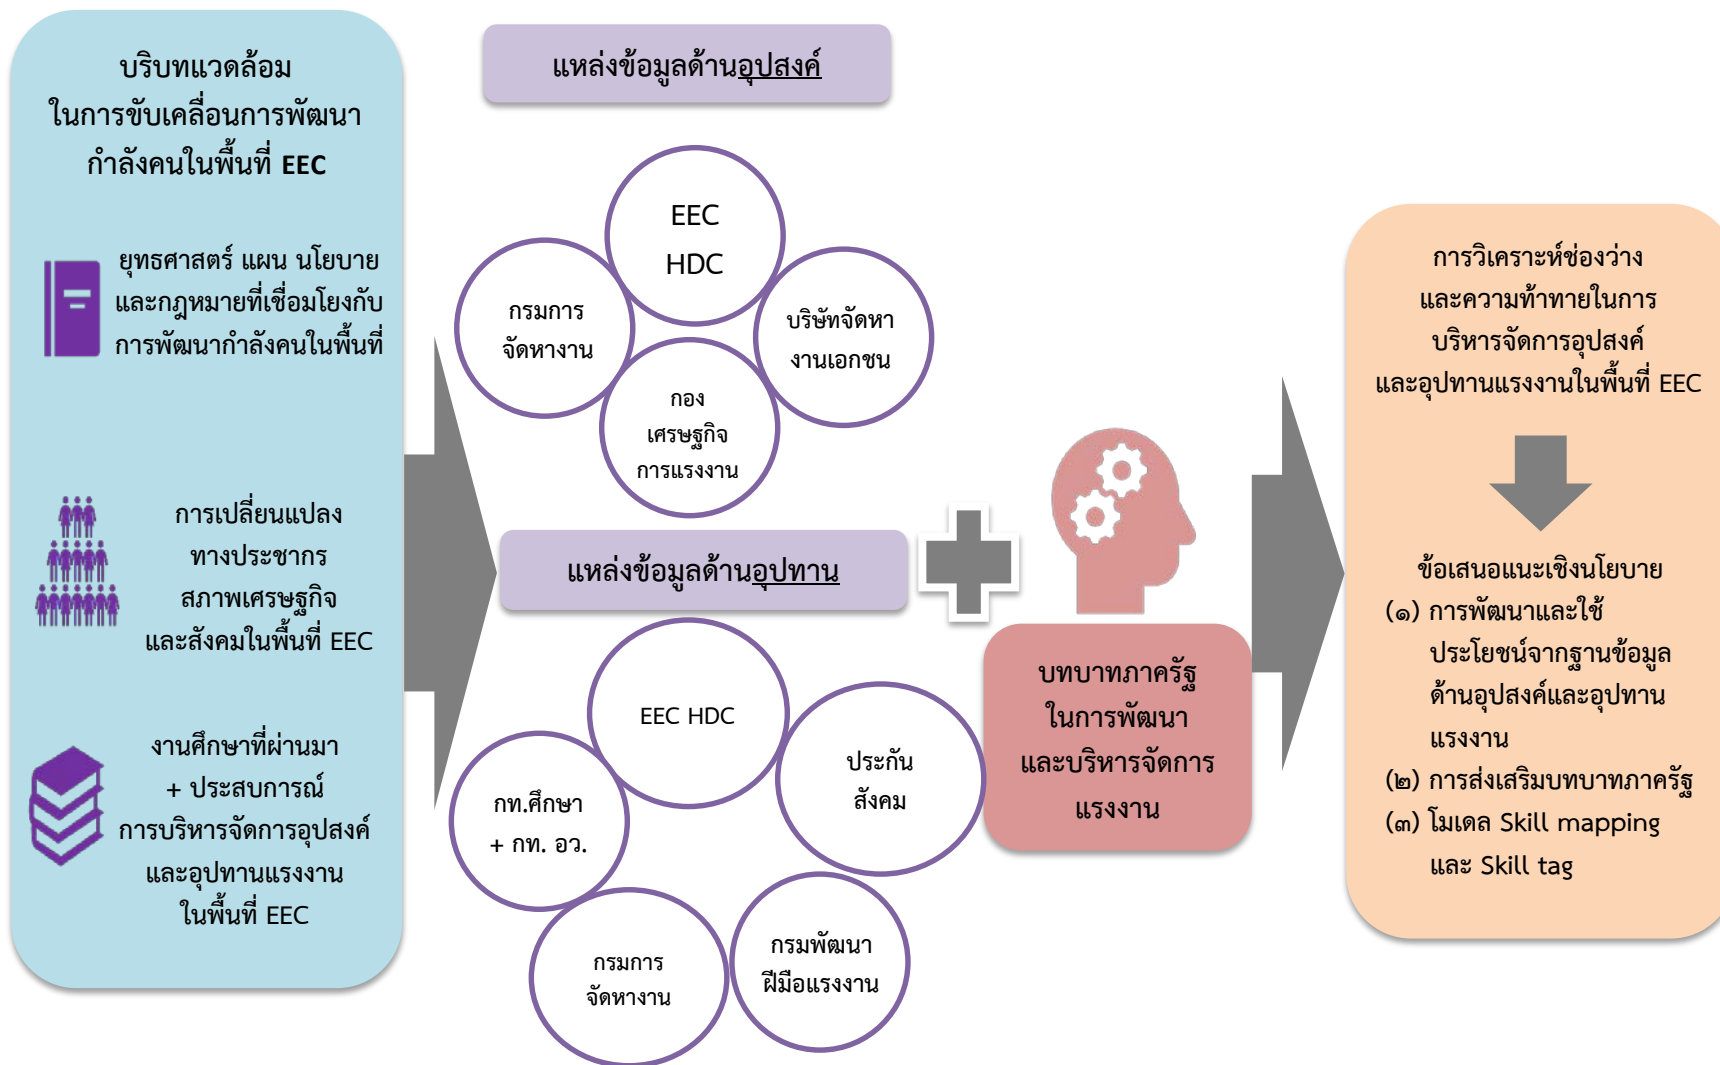 บริบทแวดล้อม
ในการขับเคลื่อนการพัฒนา
กำลังคนในพื้นที่ EEC
ยุทธศาสตร์ แผน นโยบาย
และกฎหมายที่เชื่อมโยงกับ
การพัฒนากำลังคนในพื้นที่
การเปลี่ยนแปลง
ทางประชากร
สภาพเศรษฐกิจ
และสังคมในพื้นที่ EEC
งานศึกษาที่ผ่านมา
+ ประสบการณ์
การบริหารจัดการอุปสงค์
และอุปทานแรงงาน
ในพื้นที่ EEC
แหล่งข้อมูลด้านอุปสงค์
EEC
HDC
กรมการ
จัดหางาน
บริษัทจัดหา
งานเอกชน
กอง
เศรษฐกิจ
การแรงงาน
แหล่งข้อมูลด้านอุปทาน
EEC HDC
ประกัน
สังคม
กท.ศึกษา
+ กท. อว.
กรมการ
จัดหางาน
กรมพัฒนา
ฝีมือแรงงาน
บทบาทภาครัฐ
ในการพัฒนา
และบริหารจัดการ
แรงงาน
การวิเคราะห์ช่องว่าง
และความท้าทายในการ
บริหารจัดการอุปสงค์
และอุปทานแรงงานในพื้นที่ EEC
ข้อเสนอแนะเชิงนโยบาย
(๑) การพัฒนาและใช้
ประโยชน์จากฐานข้อมูล
ด้านอุปสงค์และอุปทาน
แรงงาน
(๒) การส่งเสริมบทบาทภาครัฐ
(๓) โมเดล Skill mapping
และ Skill tag